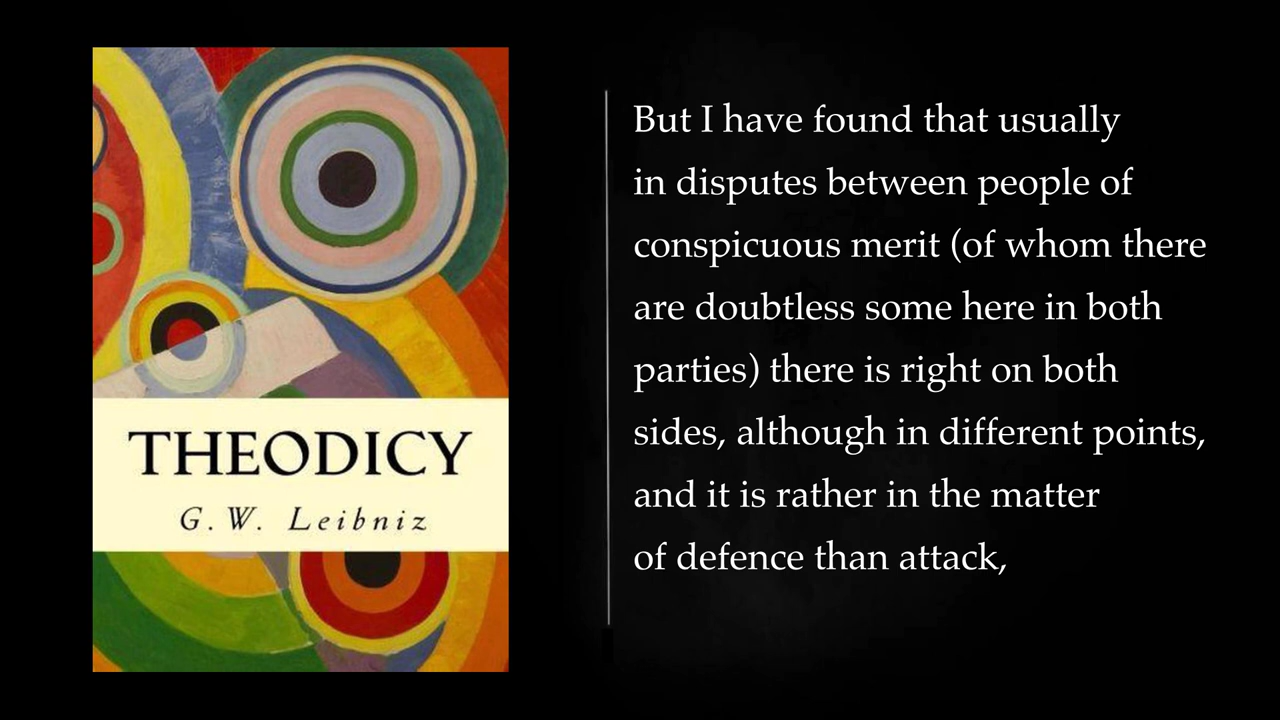 THEODICY
G.W. Leibniz
But I have found that usually
in disputes between people of
conspicuous merit (of whom there
are doubtless some here in both
parties) there is right on both
sides, although in different points,
and it is rather in the matter
of defence than attack,